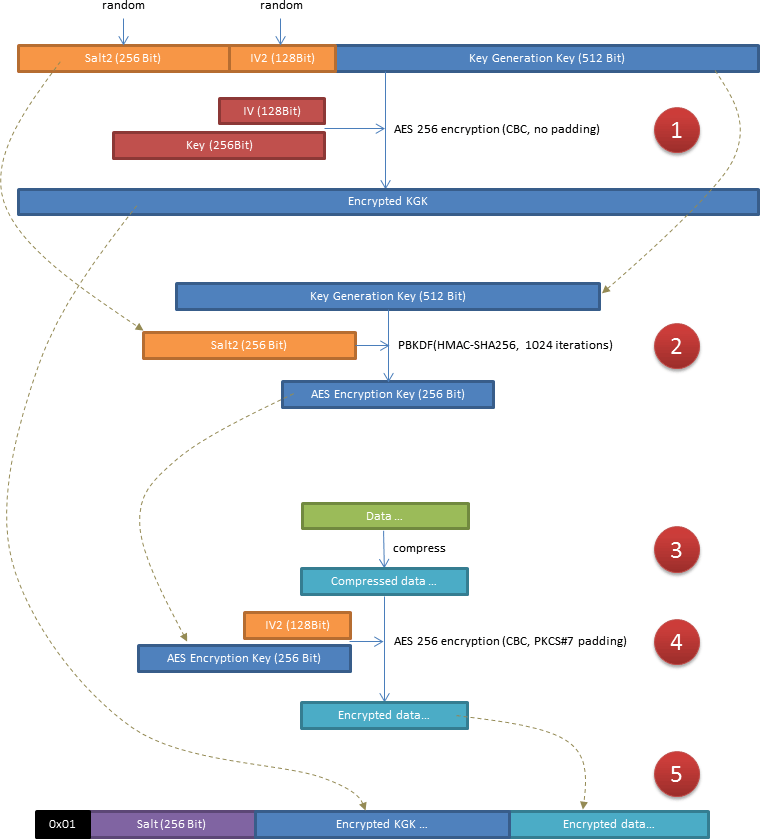 random
random
Salt2 (256 Bit)
IV2 (128Bit)
Key Generation Key (512 Bit)
IV (128Bit)
Key (256Bit)
AES 256 encryption (CBC, no padding)
1
Encrypted KGK
Key Generation Key (512 Bit)
Salt2 (256 Bit)
PBKDF(HMAC-SHA256, 1024 iterations)
2
AES Encryption Key (256 Bit)
Data ...
compress
3
Compressed data ...
IV2 (128Bit)
AES 256 encryption (CBC, PKCS#7 padding)
4
AES Encryption Key (256 Bit)
Encrypted data...
5
0x01
Salt (256 Bit)
Encrypted KGK ...
Encrypted data...